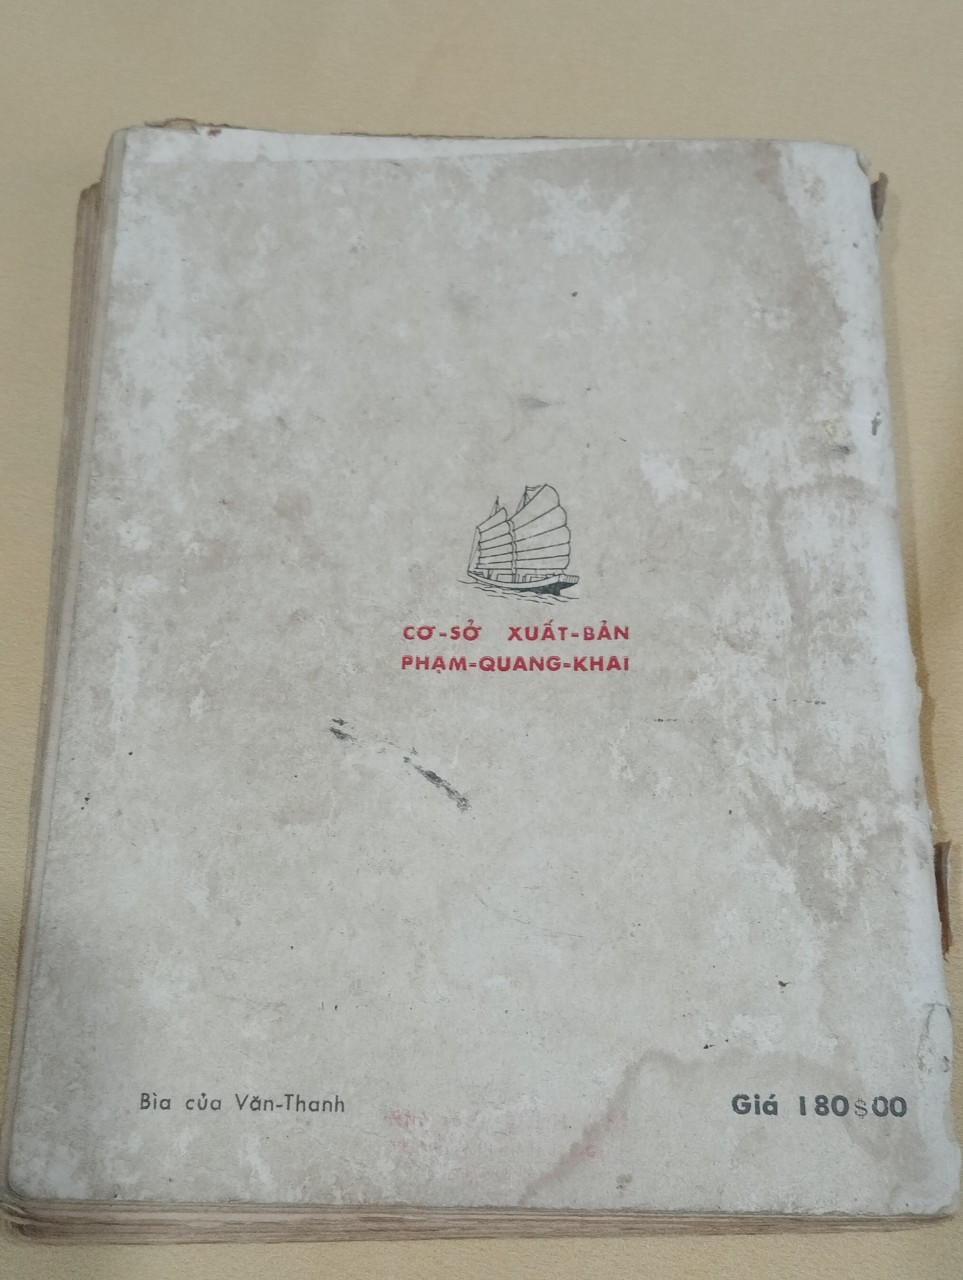 CƠ-SỞ XUẤT-BẢN
PHẠM-QUANG-KHAI
Bìa của Văn-Thanh
Giá 180$00